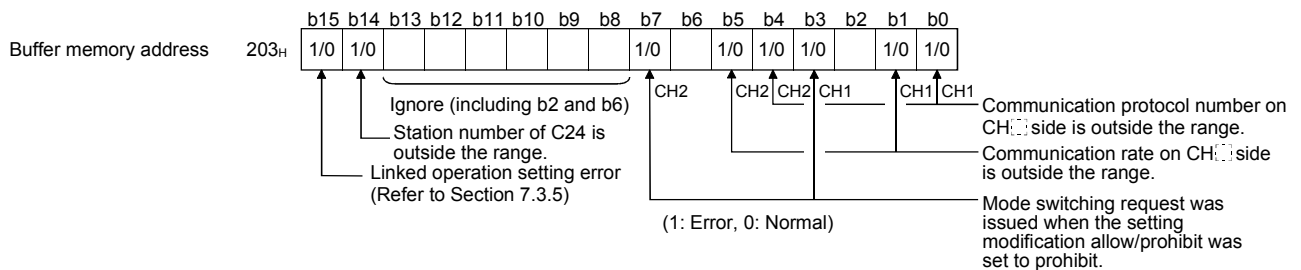 b15 b14 b13 b12 b11 b10 b9 b8 b7 b6 b5 b4 b3 b2 b1 b0
Buffer memory address 203H 1/0 1/0 1/0 1/0 1/0 1/0 1/0 1/0
CH2 CH2 CH2 CH1 CH1 CH1
Ignore (including b2 and b6)
Station number of C24 is
outside the range.
Linked operation setting error
(Refer to Section 7.3.5)
(1: Error, 0: Normal)
Communication protocol number on
CH side is outside the range.
Communication rate on CH side
is outside the range.
Mode switching request was
issued when the setting
modification allow/prohibit was
set to prohibit.